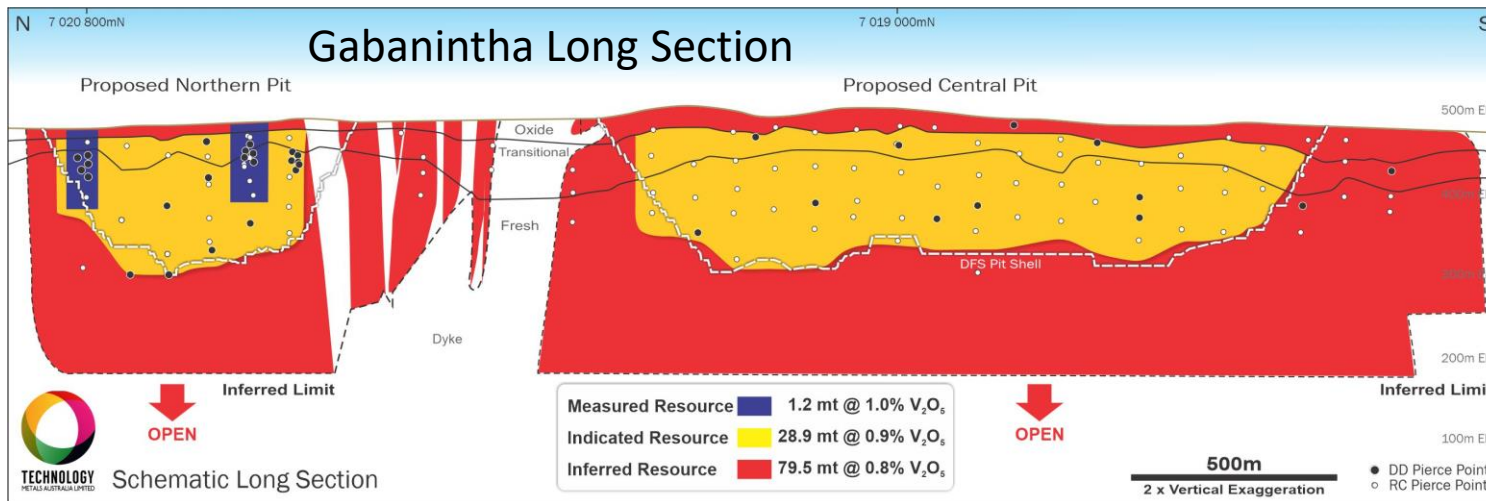 N
7 020 800mN
7 019 000mN
S
Gabanintha Long Section
Proposed Northern Pit
Proposed Central Pit
500m E
Oxide
Transitional
400m E
Fresh
DFS Pit Shell
300m E
Dyke
200m E
Inferred Limit
Inferred Limi
OPEN
OPEN
Measured Resource 1.2 mt @ 1.0% V₂O₅
Indicated Resource 28.9 mt @ 0.9% V₂O₅
Inferred Resource 79.5 mt @ 0.8% V₂O₅
100m E
TECHNOLOGY
METALS AUSTRALIA LIMITED
Schematic Long Section
500m
2 x Vertical Exaggeration
DD Pierce Point
RC Pierce Point